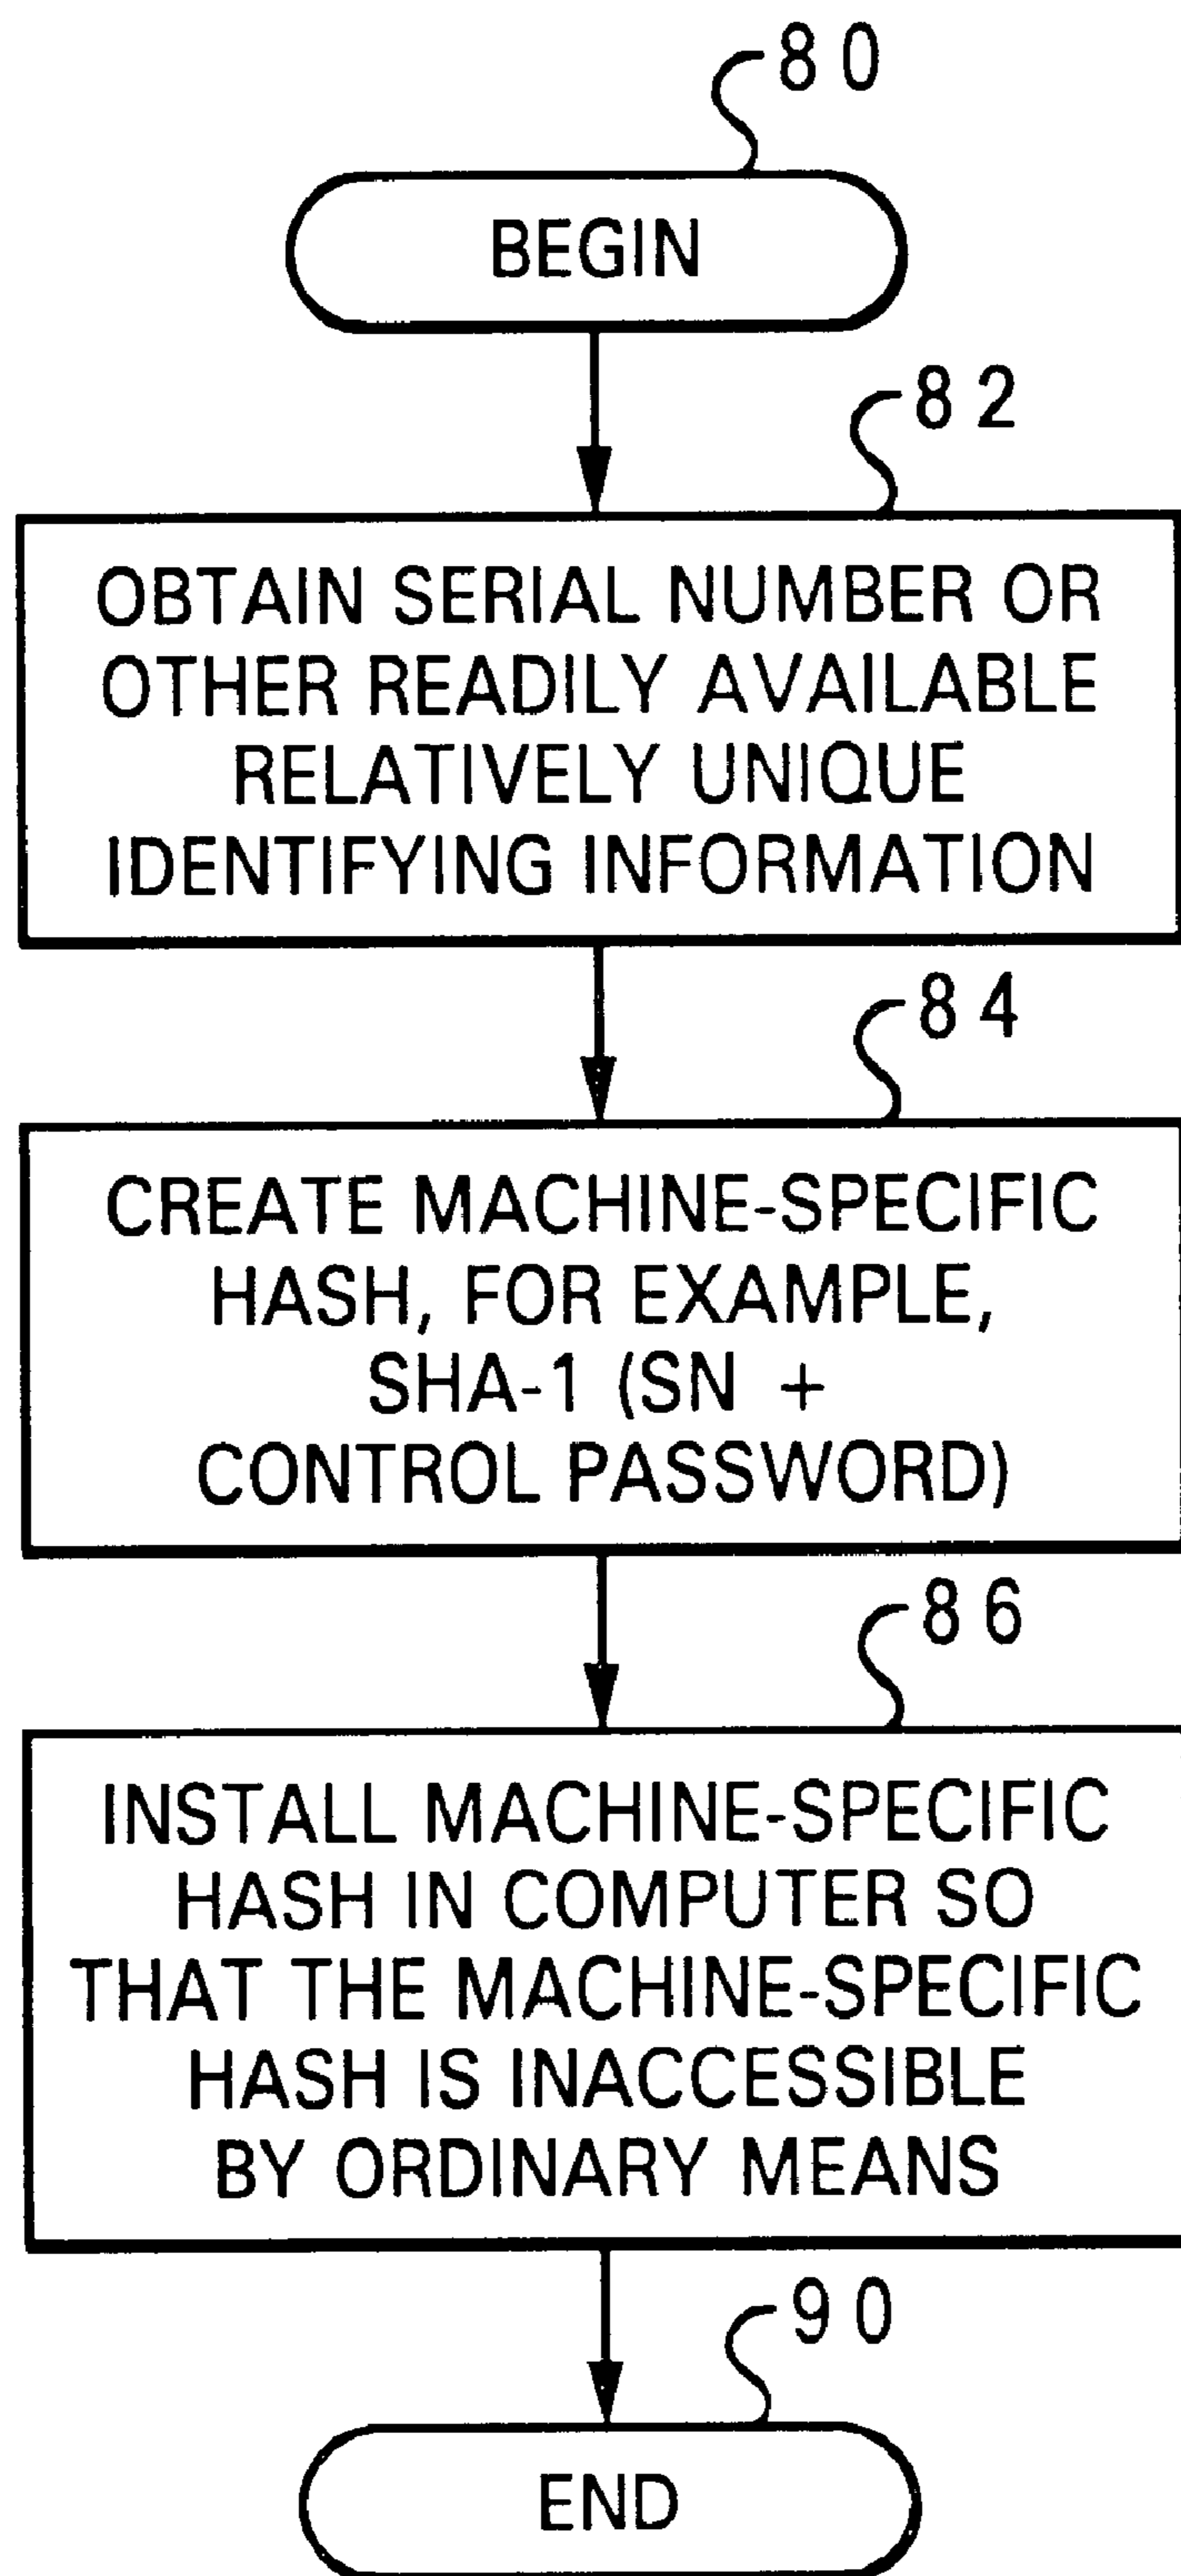 80
BEGIN
82
OBTAIN SERIAL NUMBER OR
OTHER READILY AVAILABLE
RELATIVELY UNIQUE
IDENTIFYING INFORMATION
84
CREATE MACHINE-SPECIFIC
HASH, FOR EXAMPLE,
SHA-1 (SN +
CONTROL PASSWORD)
86
INSTALL MACHINE-SPECIFIC
HASH IN COMPUTER SO
THAT THE MACHINE-SPECIFIC
HASH IS INACCESSIBLE
BY ORDINARY MEANS
90
END